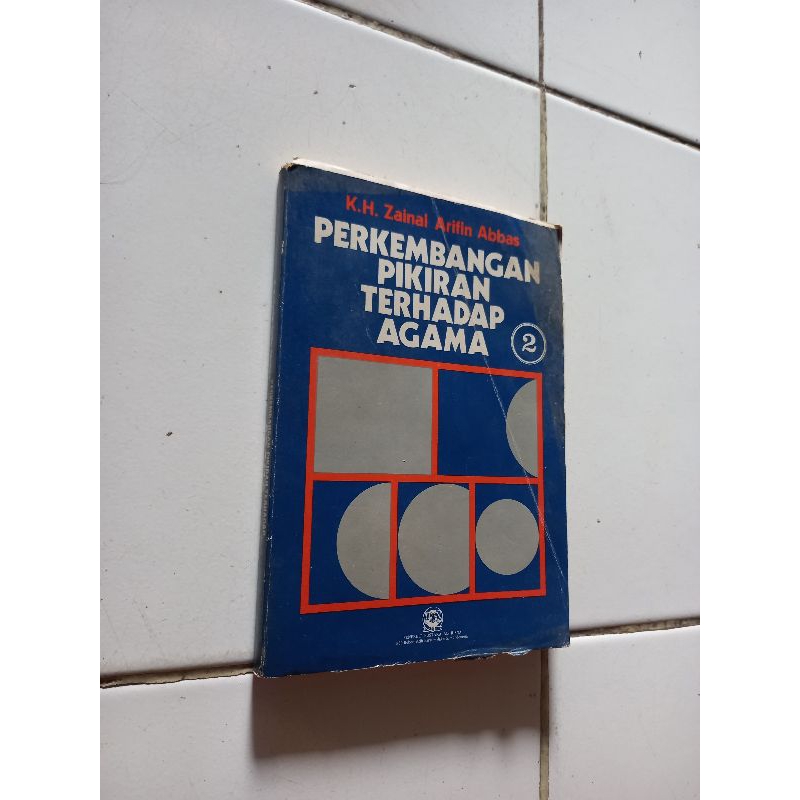 K.H. Zainal Arifin Abbas
PERKEMBANGAN
PIKIRAN
TERHADAP
AGAMA
2